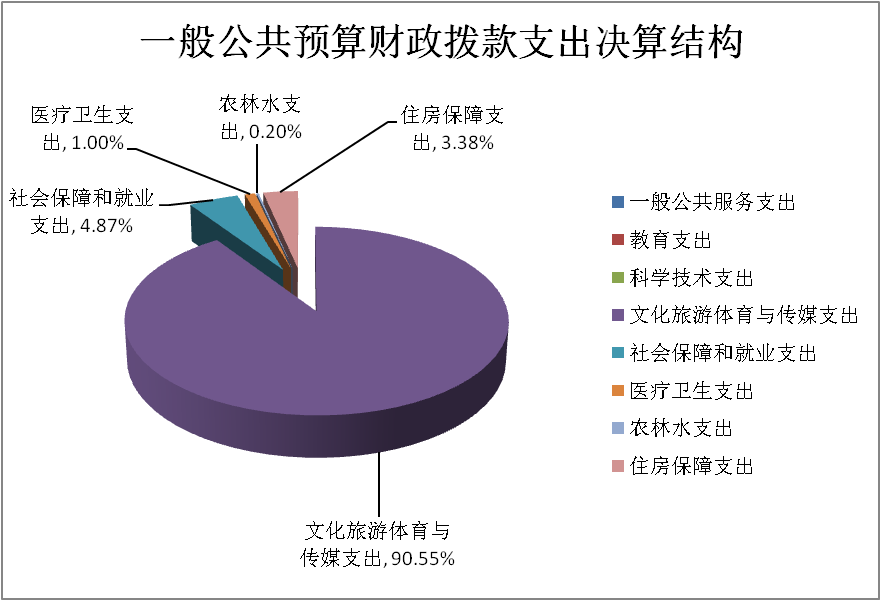 一般公共预算财政拨款支出决算结构
医疗卫生支
出, 1.00%
农林水支
出, 0.20%
住房保障支
出, 3.38%
社会保障和就业
支出, 4.87%
文化旅游体育与
传媒支出, 90.55%
一般公共服务支出
教育支出
科学技术支出
文化旅游体育与传媒支出
社会保障和就业支出
医疗卫生支出
农林水支出
住房保障支出